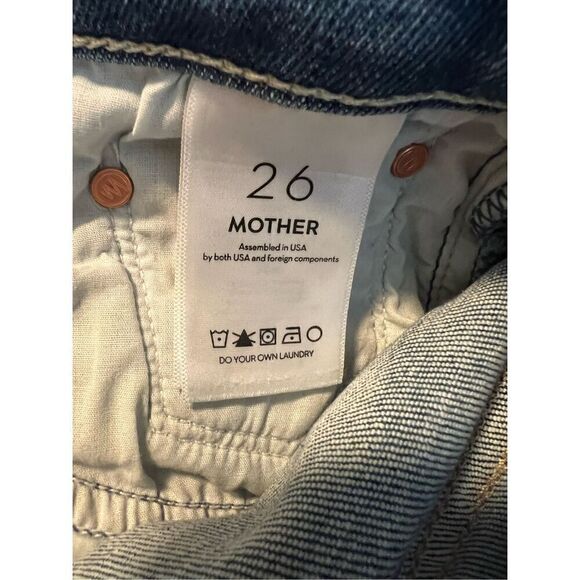 26
MOTHER
Assembled in USA
by both USA and foreign components
DO YOUR OWN LAUNDRY